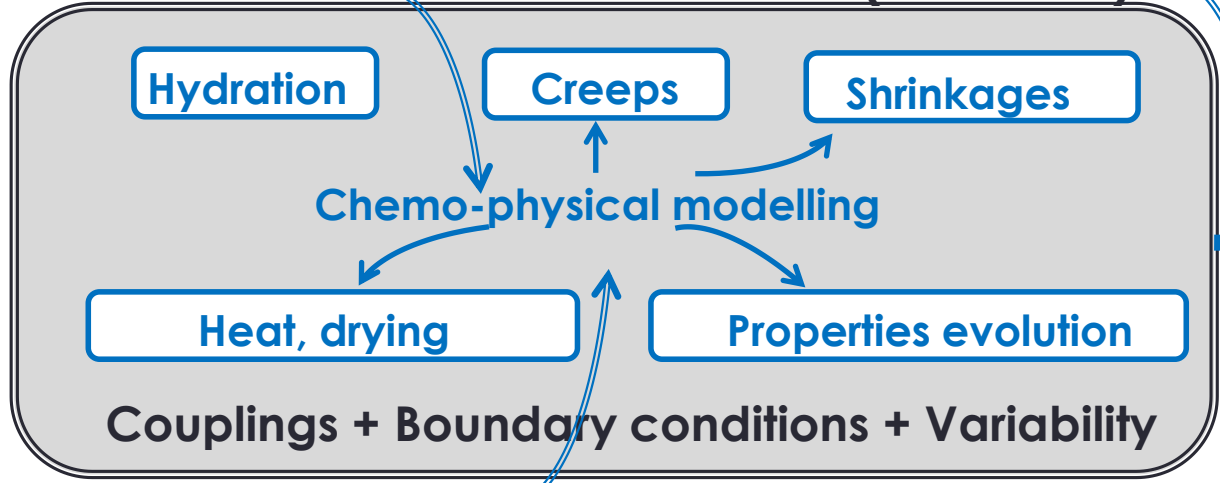 Hydration
Creeps
Shrinkages
Chemo-physical modelling
Heat, drying
Properties evolution
Couplings + Boundary conditions + Variability